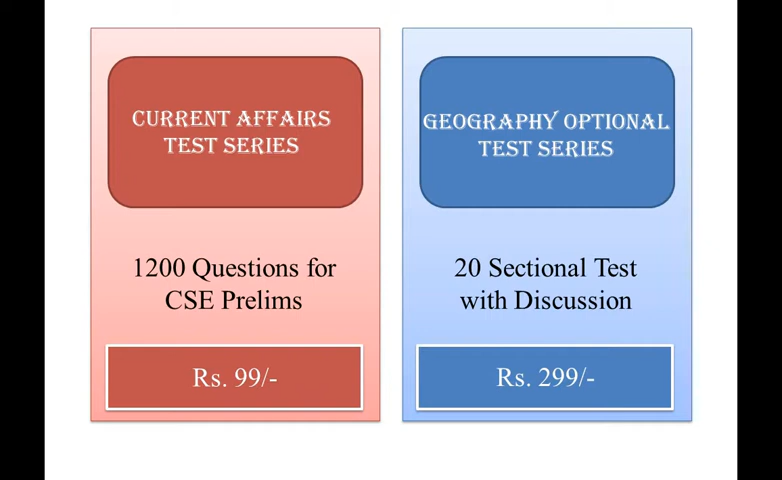 CURRENT AFFAIRS
TEST SERIES
1200 Questions for
CSE Prelims
Rs. 99/-
GEOGRAPHY OPTIONAL
TEST SERIES
20 Sectional Test
with Discussion
Rs. 299/-